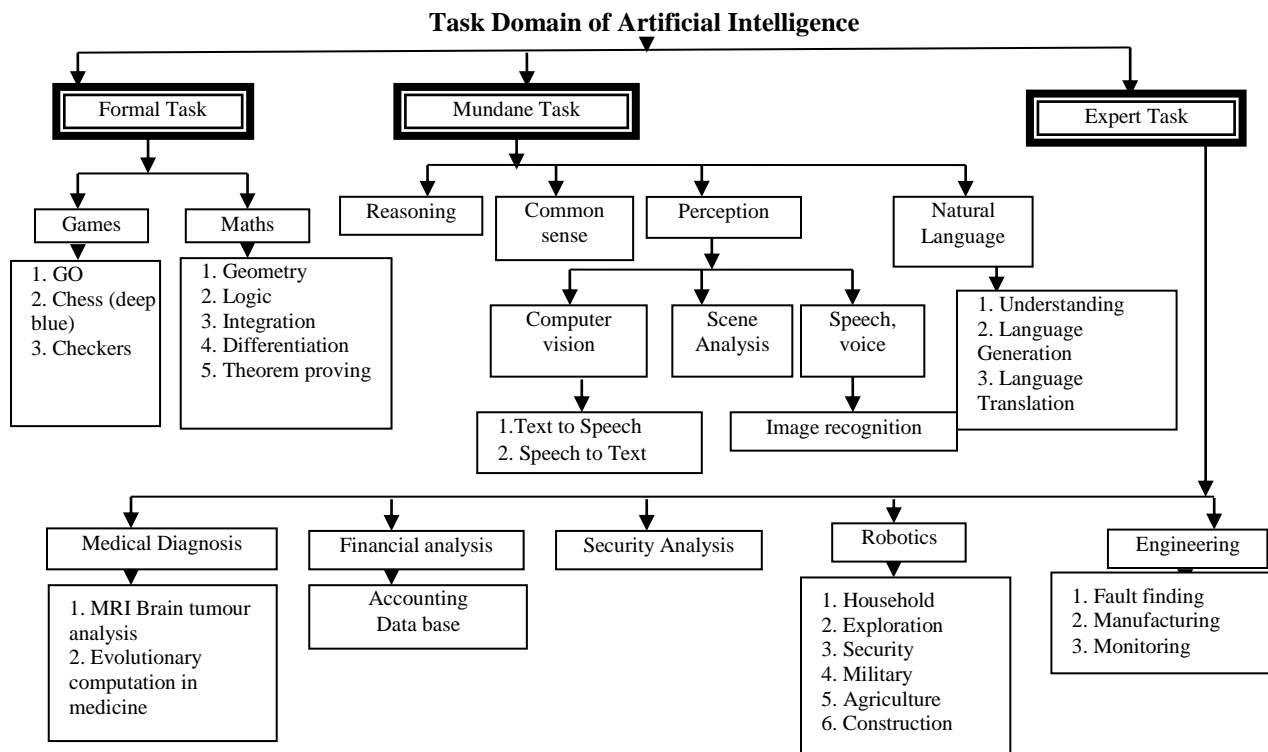 Task Domain of Artificial Intelligence
Formal Task
Mundane Task
Expert Task
Games
Maths
Reasoning
Common
sense
Perception
Natural
Language
1. GO
2. Chess (deep
blue)
3. Checkers
1. Geometry
2. Logic
3. Integration
4. Differentiation
5. Theorem proving
Computer
vision
Scene
Analysis
Speech,
voice
1. Understanding
2. Language
Generation
3. Language
Translation
1.Text to Speech
2. Speech to Text
Image recognition
Medical Diagnosis
Financial analysis
Security Analysis
Robotics
Engineering
1. MRI Brain tumour
analysis
2. Evolutionary
computation in
medicine
Accounting
Data base
1. Household
2. Exploration
3. Security
4. Military
5. Agriculture
6. Construction
1. Fault finding
2. Manufacturing
3. Monitoring